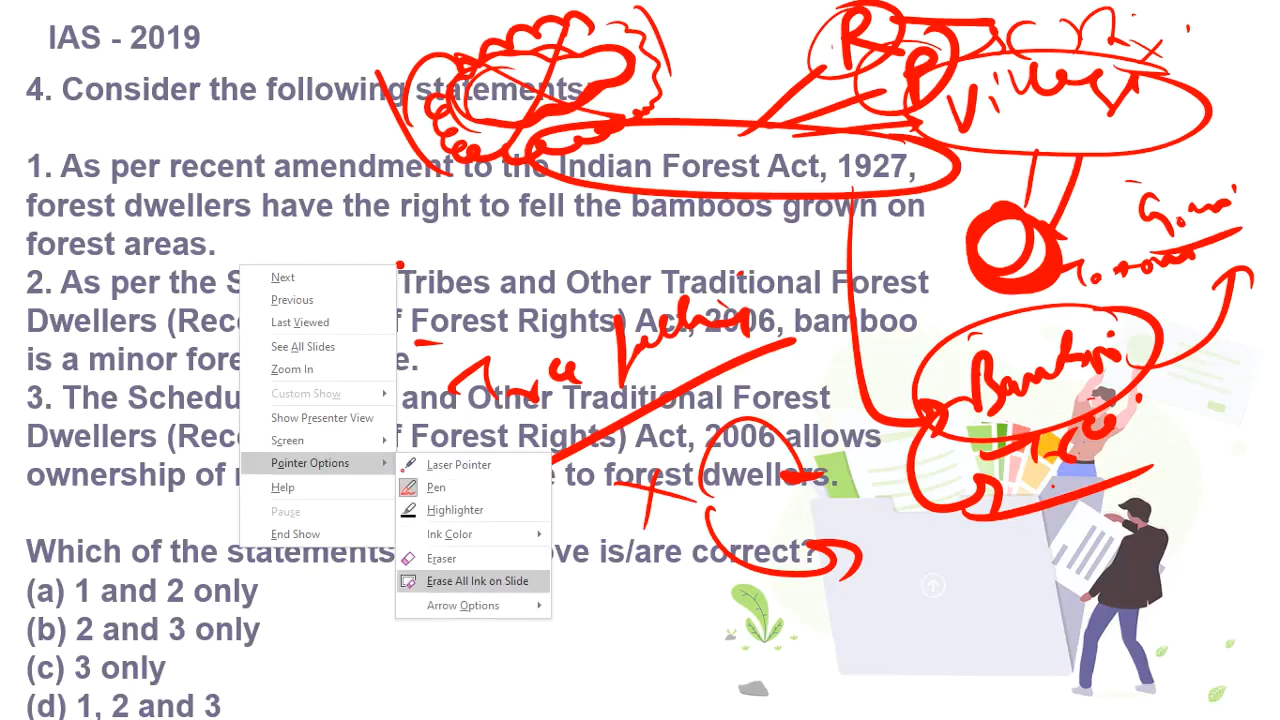 IAS - 2019
4. Consider the following statements:
1. As per recent amendment to the Indian Forest Act, 1927,
forest dwellers have the right to fell the bamboos grown on
forest areas.
2. As per the S Tribes and Other Traditional Forest
Dwellers (Reco f Forest Rights) Act, 2006, bamboo
is a minor fore e.
3. The Schedu and Other Traditional Forest
Dwellers (Reco f Forest Rights) Act, 2006 allows
ownership of e to forest dwellers.
Which of the statements ove is/are correct?
(a) 1 and 2 only
(b) 2 and 3 only
(c) 3 only
(d) 1, 2 and 3
Next
Previous
Last Viewed
See All Slides
Zoom In
Custom Show
Show Presenter View
Screen
Pointer Options
Help
Pause
End Show
Laser Pointer
Pen
Highlighter
Ink Color
Eraser
Erase All Ink on Slide
Arrow Options
R
P